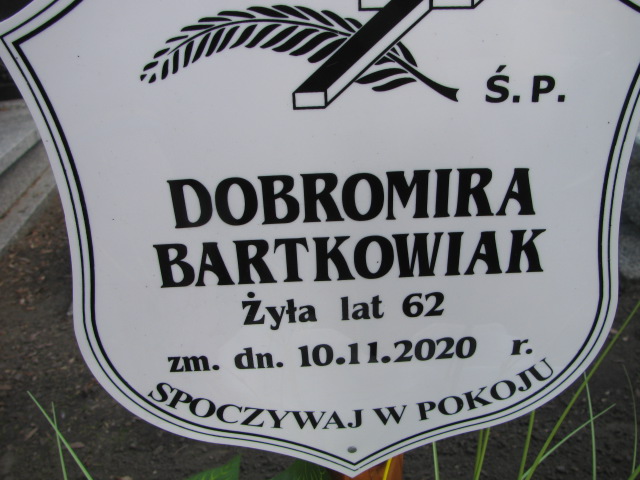 Ś.P.
DOBROMIRA
BARTKOWIAK
Żyła lat 62
zm. dn. 10.11.2020 r.
SPOCZYWAJ W POKOJU